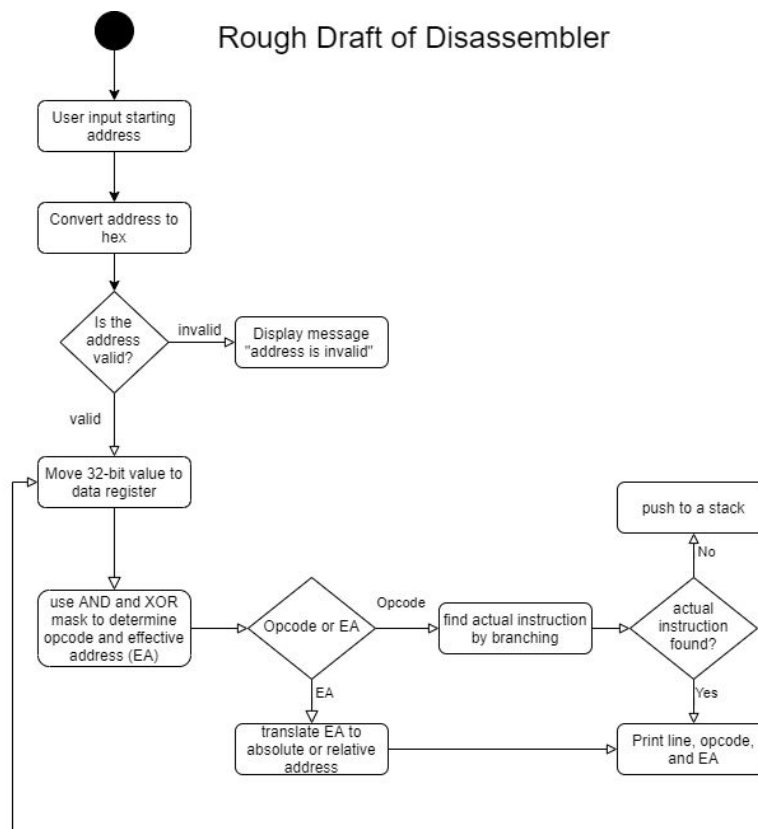 Rough Draft of Disassembler
User input starting
address
Convert address to
hex
Is the
address
valid?
invalid
Display message
"address is invalid"
valid
Move 32-bit value to
data register
push to a stack
No
use AND and XOR
mask to determine
opcode and effective
address (EA)
Opcode or EA
Opcode
find actual instruction
by branching
actual
instruction
found?
EA
Yes
translate EA to
absolute or relative
address
Print line, opcode,
and EA